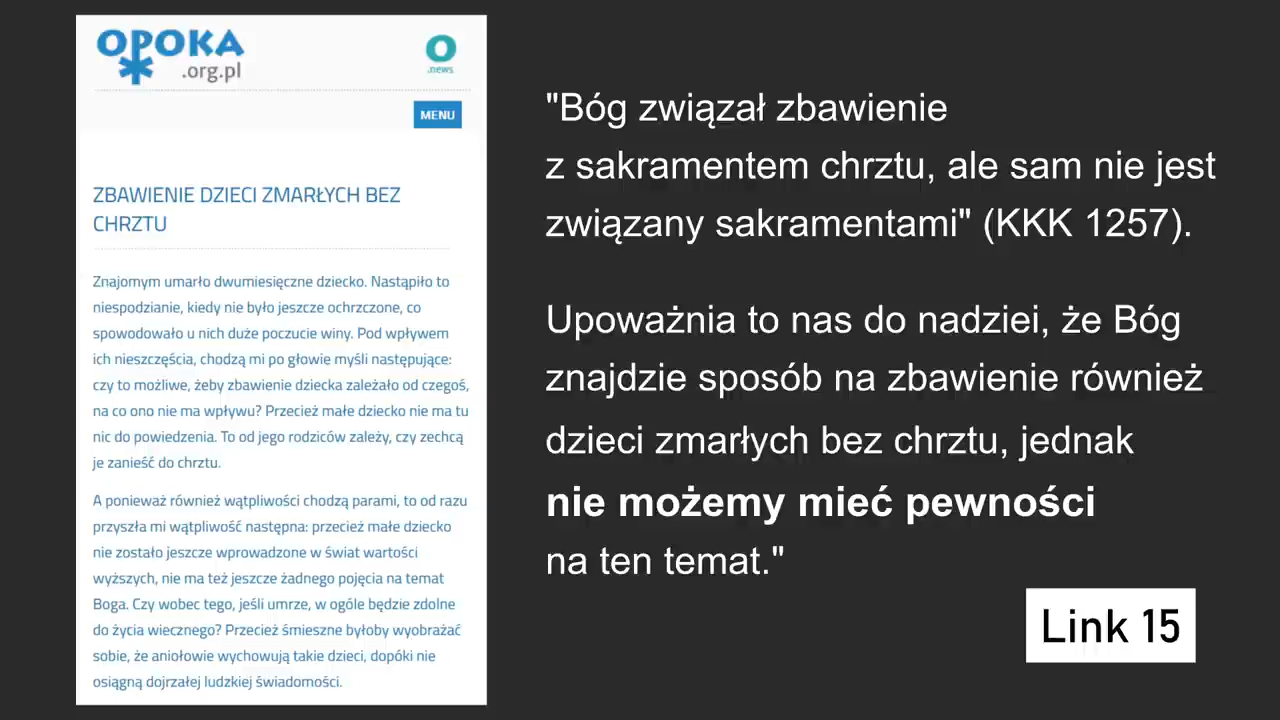 OPOKA
.org.pl
.news
MENU
ZBAWIENIE DZIECI ZMARŁYCH BEZ
CHRZTU
Znajomym umarło dwumiesięczne dziecko. Nastąpiło to
niespodzianie, kiedy nie było jeszcze ochrzczone, co
spowodowało u nich duże poczucie winy. Pod wpływem
ich nieszczęścia, chodzą mi po głowie myśli następujące:
czy to możliwe, żeby zbawienie dziecka zależało od czegoś,
na co ono nie ma wpływu? Przecież małe dziecko nie ma tu
nic do powiedzenia. To od jego rodziców zależy, czy zechcą
je zanieść do chrztu.
A ponieważ również wątpliwości chodzą parami, to od razu
przyszła mi wątpliwość następna: przecież małe dziecko
nie zostało jeszcze wprowadzone w świat wartości
wyższych, nie ma też jeszcze żadnego pojęcia na temat
Boga. Czy wobec tego, jeśli umrze, w ogóle będzie zdolne
do życia wiecznego? Przecież śmieszne byłoby wyobrażać
sobie, że aniołowie wychowują takie dzieci, dopóki nie
osiągną dojrzałej ludzkiej świadomości.
"Bóg związał zbawienie
z sakramentem chrztu, ale sam nie jest
związany sakramentami" (KKK 1257).
Upoważnia to nas do nadziei, że Bóg
znajdzie sposób na zbawienie również
dzieci zmarłych bez chrztu, jednak
nie możemy mieć pewności
na ten temat."
Link 15